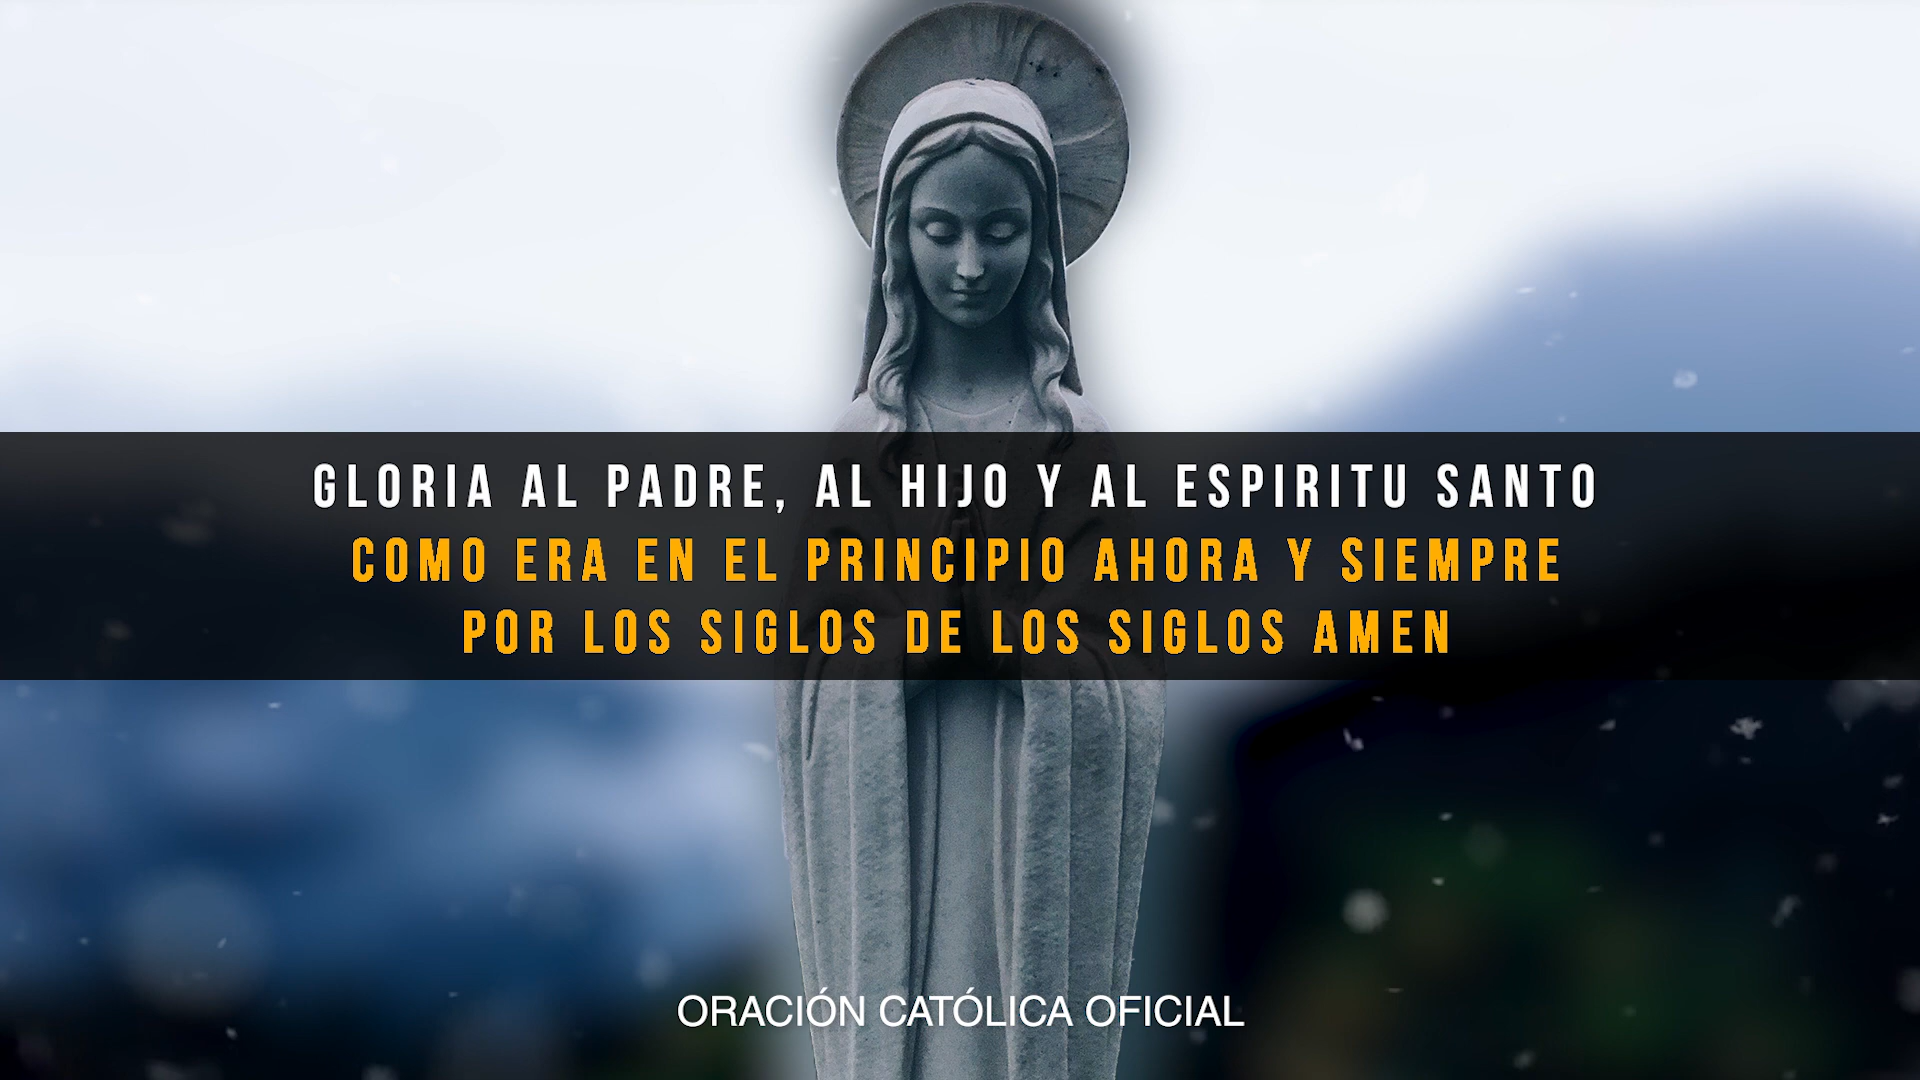 GLORIA AL PADRE, AL HIJO Y AL ESPIRITU SANTO
COMO ERA EN EL PRINCIPIO AHORA Y SIEMPRE
POR LOS SIGLOS DE LOS SIGLOS AMEN
ORACIÓN CATÓLICA OFICIAL